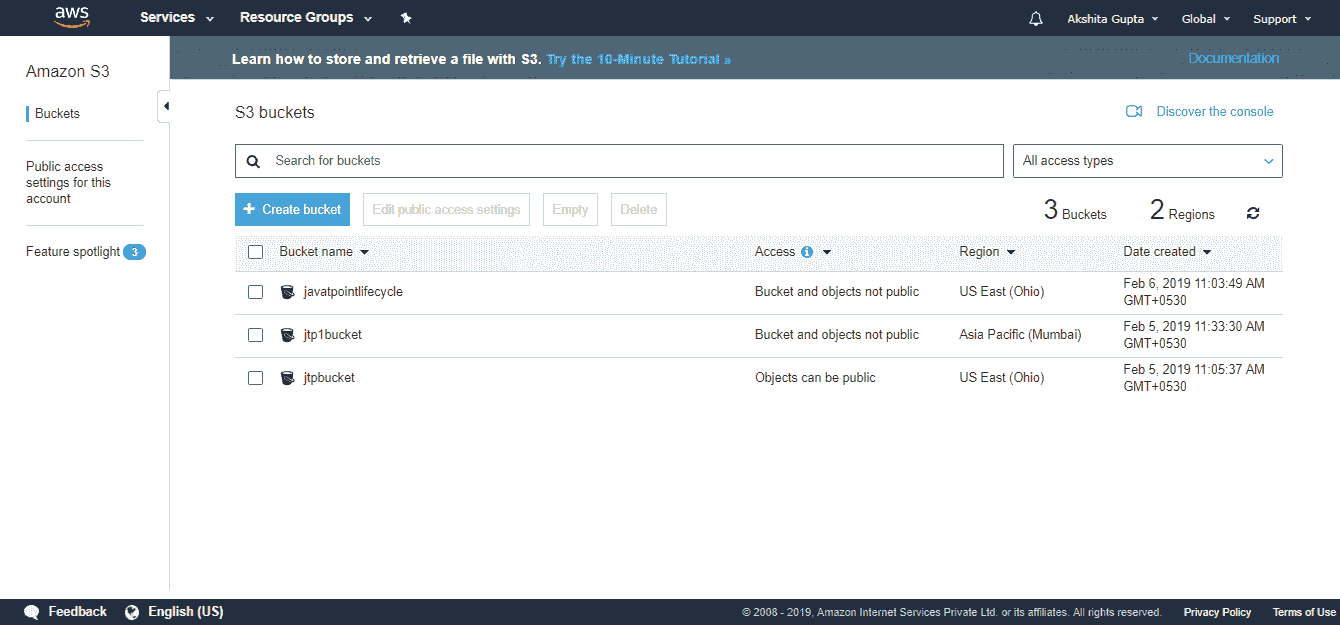 aws Services Resource Groups Akshita Gupta Global Support
Learn how to store and retrieve a file with S3. Try the 10-Minute Tutorial » Documentation
Amazon S3
Buckets
Public access
settings for this
account
Feature spotlight 3
S3 buckets Discover the console
Search for buckets All access types
+ Create bucket Edit public access settings Empty Delete 3 Buckets 2 Regions
Bucket name Access i Region Date created
javatpointlifecycle Bucket and objects not public US East (Ohio) Feb 6, 2019 11:03:49 AM
GMT+0530
jtp1bucket Bucket and objects not public Asia Pacific (Mumbai) Feb 5, 2019 11:33:30 AM
GMT+0530
jtpbucket Objects can be public US East (Ohio) Feb 5, 2019 11:05:37 AM
GMT+0530
Feedback English (US) © 2008 - 2019, Amazon Internet Services Private Ltd. or its affiliates. All rights reserved. Privacy Policy Terms of Use